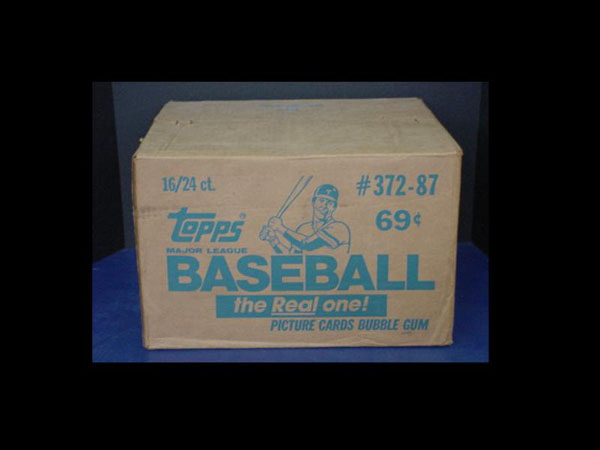 16/24 ct.
#372-87
Topps®
69¢
MAJOR LEAGUE
BASEBALL
the Real one!
PICTURE CARDS BUBBLE GUM